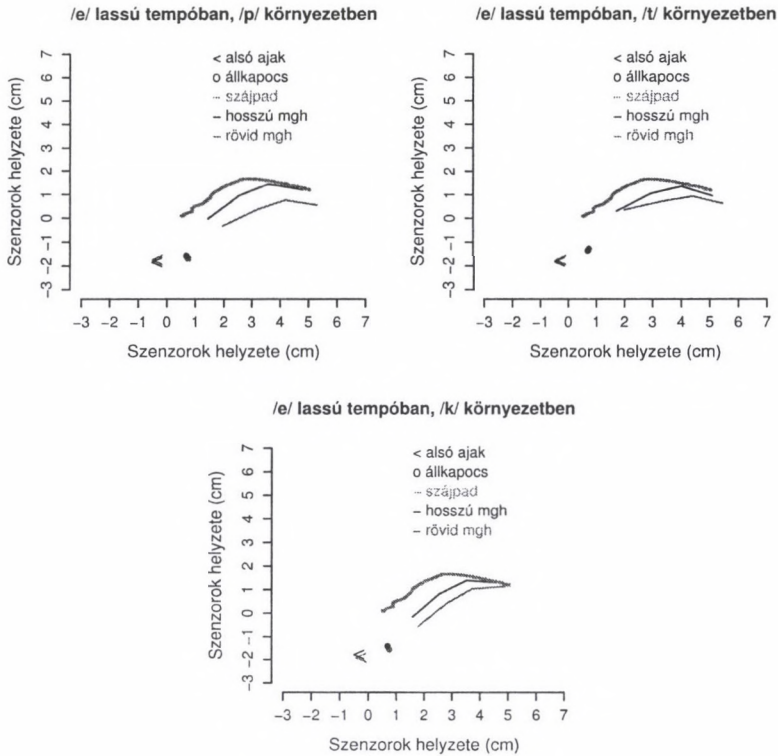 /e/ lassú tempóban, /p/ környezetben
Szenzorok helyzete (cm)
7
6
5
4
3
2
1
0
−1
−2
−3
< alsó ajak
o állkapocs
– szájpad
– hosszú mgh
– rövid mgh
−3 −2 −1 0 1 2 3 4 5 6 7
Szenzorok helyzete (cm)
/e/ lassú tempóban, /t/ környezetben
Szenzorok helyzete (cm)
7
6
5
4
3
2
1
0
−1
−2
−3
< alsó ajak
o állkapocs
– szájpad
– hosszú mgh
– rövid mgh
−3 −2 −1 0 1 2 3 4 5 6 7
Szenzorok helyzete (cm)
/e/ lassú tempóban, /k/ környezetben
Szenzorok helyzete (cm)
7
6
5
4
3
2
1
0
−1
−2
−3
< alsó ajak
o állkapocs
– szájpad
– hosszú mgh
– rövid mgh
−3 −2 −1 0 1 2 3 4 5 6 7
Szenzorok helyzete (cm)